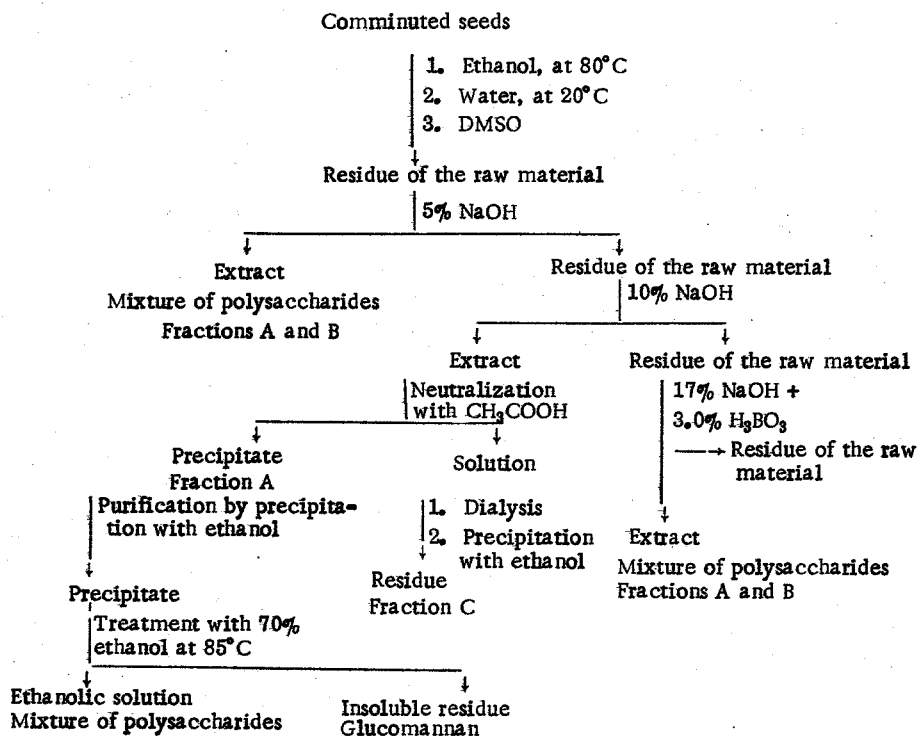 Comminuted seeds
1. Ethanol, at 80°C
2. Water, at 20°C
3. DMSO
Residue of the raw material
5% NaOH
Extract
Mixture of polysaccharides
Fractions A and B
Residue of the raw material
10% NaOH
Extract
Neutralization
with CH₃COOH
Residue of the raw material
17% NaOH +
3.0% H₃BO₃
Residue of the raw
material
Precipitate
Fraction A
Purification by precipita-
tion with ethanol
Solution
1. Dialysis
2. Precipitation
with ethanol
Extract
Mixture of polysaccharides
Fractions A and B
Residue
Fraction C
Precipitate
Treatment with 70%
ethanol at 85°C
Ethanolic solution
Mixture of polysaccharides
Insoluble residue
Glucomannan